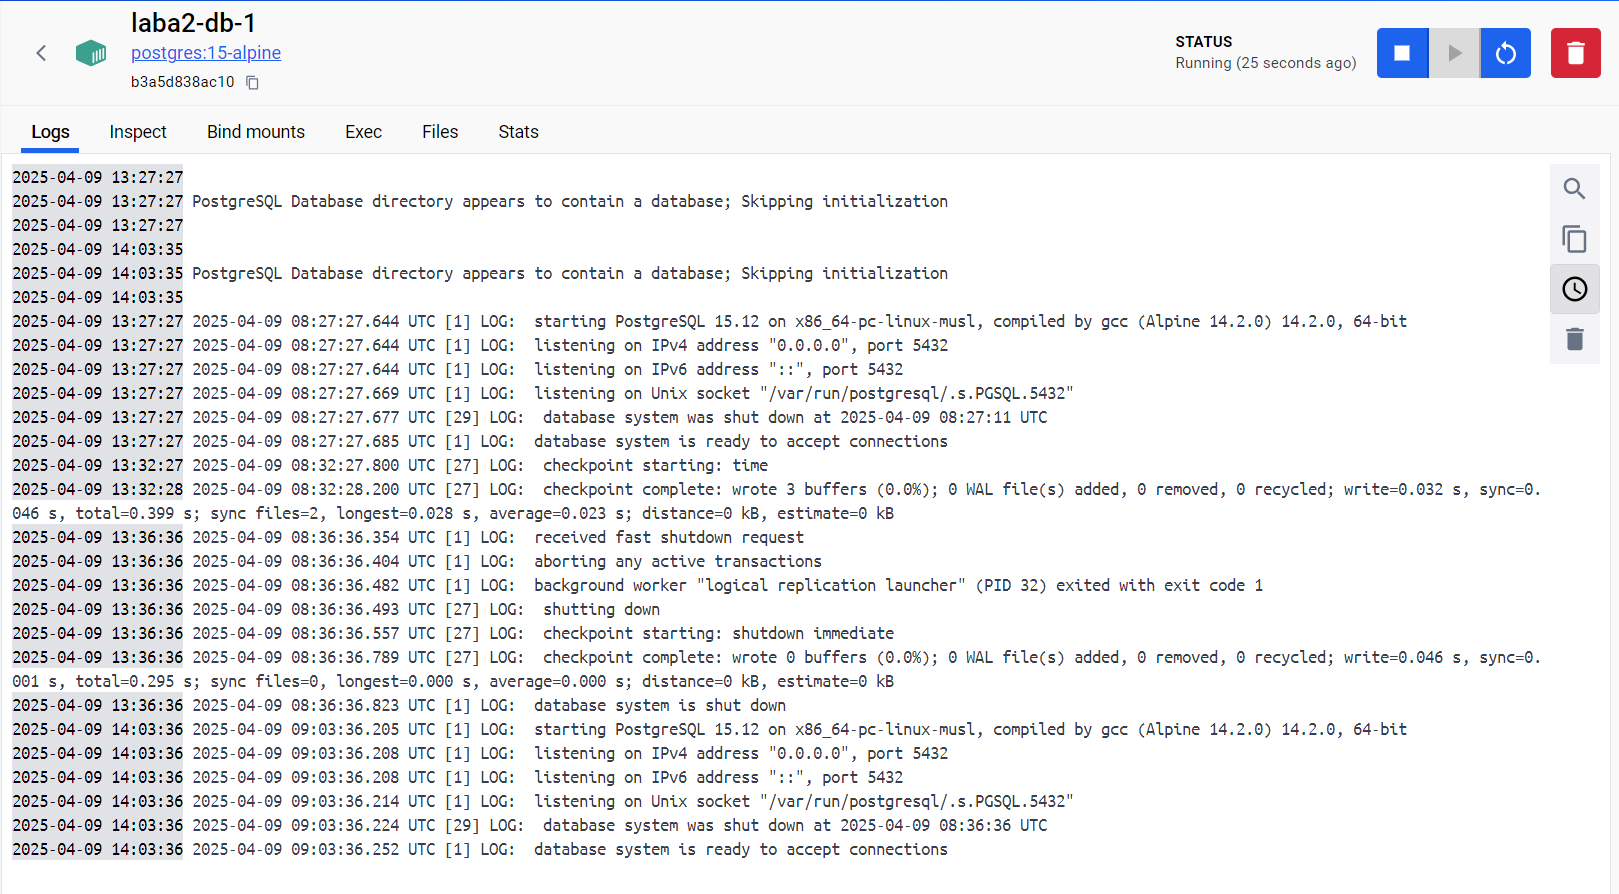 laba2-db-1
postgres:15-alpine
b3a5d838ac10
STATUS
Running (25 seconds ago)
Logs Inspect Bind mounts Exec Files Stats
2025-04-09 13:27:27
2025-04-09 13:27:27 PostgreSQL Database directory appears to contain a database; Skipping initialization
2025-04-09 13:27:27
2025-04-09 14:03:35
2025-04-09 14:03:35 PostgreSQL Database directory appears to contain a database; Skipping initialization
2025-04-09 14:03:35
2025-04-09 13:27:27 2025-04-09 08:27:27.644 UTC [1] LOG:  starting PostgreSQL 15.12 on x86_64-pc-linux-musl, compiled by gcc (Alpine 14.2.0) 14.2.0, 64-bit
2025-04-09 13:27:27 2025-04-09 08:27:27.644 UTC [1] LOG:  listening on IPv4 address "0.0.0.0", port 5432
2025-04-09 13:27:27 2025-04-09 08:27:27.644 UTC [1] LOG:  listening on IPv6 address "::", port 5432
2025-04-09 13:27:27 2025-04-09 08:27:27.669 UTC [1] LOG:  listening on Unix socket "/var/run/postgresql/.s.PGSQL.5432"
2025-04-09 13:27:27 2025-04-09 08:27:27.677 UTC [29] LOG:  database system was shut down at 2025-04-09 08:27:11 UTC
2025-04-09 13:27:27 2025-04-09 08:27:27.685 UTC [1] LOG:  database system is ready to accept connections
2025-04-09 13:32:27 2025-04-09 08:32:27.800 UTC [27] LOG:  checkpoint starting: time
2025-04-09 13:32:28 2025-04-09 08:32:28.200 UTC [27] LOG:  checkpoint complete: wrote 3 buffers (0.0%); 0 WAL file(s) added, 0 removed, 0 recycled; write=0.032 s, sync=0.
046 s, total=0.399 s; sync files=2, longest=0.028 s, average=0.023 s; distance=0 kB, estimate=0 kB
2025-04-09 13:36:36 2025-04-09 08:36:36.354 UTC [1] LOG:  received fast shutdown request
2025-04-09 13:36:36 2025-04-09 08:36:36.404 UTC [1] LOG:  aborting any active transactions
2025-04-09 13:36:36 2025-04-09 08:36:36.482 UTC [1] LOG:  background worker "logical replication launcher" (PID 32) exited with exit code 1
2025-04-09 13:36:36 2025-04-09 08:36:36.493 UTC [27] LOG:  shutting down
2025-04-09 13:36:36 2025-04-09 08:36:36.557 UTC [27] LOG:  checkpoint starting: shutdown immediate
2025-04-09 13:36:36 2025-04-09 08:36:36.789 UTC [27] LOG:  checkpoint complete: wrote 0 buffers (0.0%); 0 WAL file(s) added, 0 removed, 0 recycled; write=0.046 s, sync=0.
001 s, total=0.295 s; sync files=0, longest=0.000 s, average=0.000 s; distance=0 kB, estimate=0 kB
2025-04-09 13:36:36 2025-04-09 08:36:36.823 UTC [1] LOG:  database system is shut down
2025-04-09 14:03:36 2025-04-09 09:03:36.205 UTC [1] LOG:  starting PostgreSQL 15.12 on x86_64-pc-linux-musl, compiled by gcc (Alpine 14.2.0) 14.2.0, 64-bit
2025-04-09 14:03:36 2025-04-09 09:03:36.208 UTC [1] LOG:  listening on IPv4 address "0.0.0.0", port 5432
2025-04-09 14:03:36 2025-04-09 09:03:36.208 UTC [1] LOG:  listening on IPv6 address "::", port 5432
2025-04-09 14:03:36 2025-04-09 09:03:36.214 UTC [1] LOG:  listening on Unix socket "/var/run/postgresql/.s.PGSQL.5432"
2025-04-09 14:03:36 2025-04-09 09:03:36.224 UTC [29] LOG:  database system was shut down at 2025-04-09 08:36:36 UTC
2025-04-09 14:03:36 2025-04-09 09:03:36.252 UTC [1] LOG:  database system is ready to accept connections